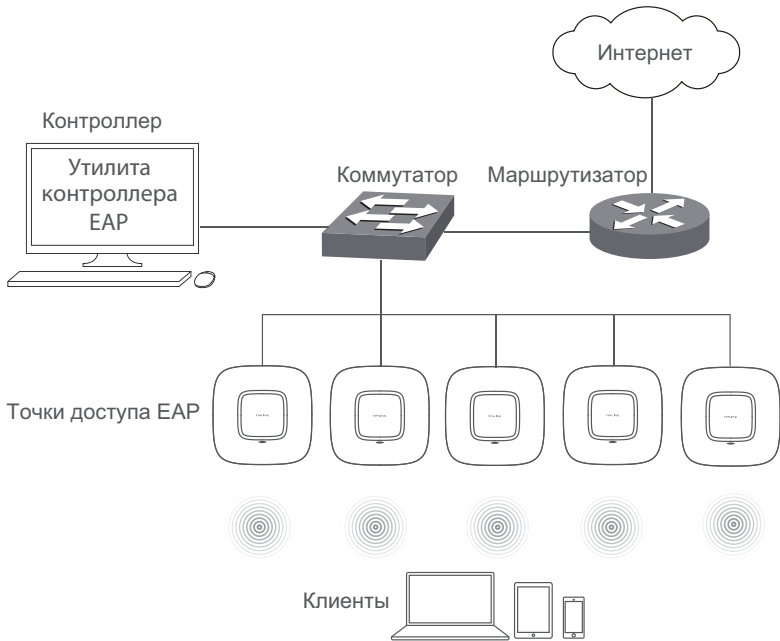 Интернет
Контроллер
Утилита
контроллера
EAP
Коммутатор
Маршрутизатор
Точки доступа EAP
Клиенты